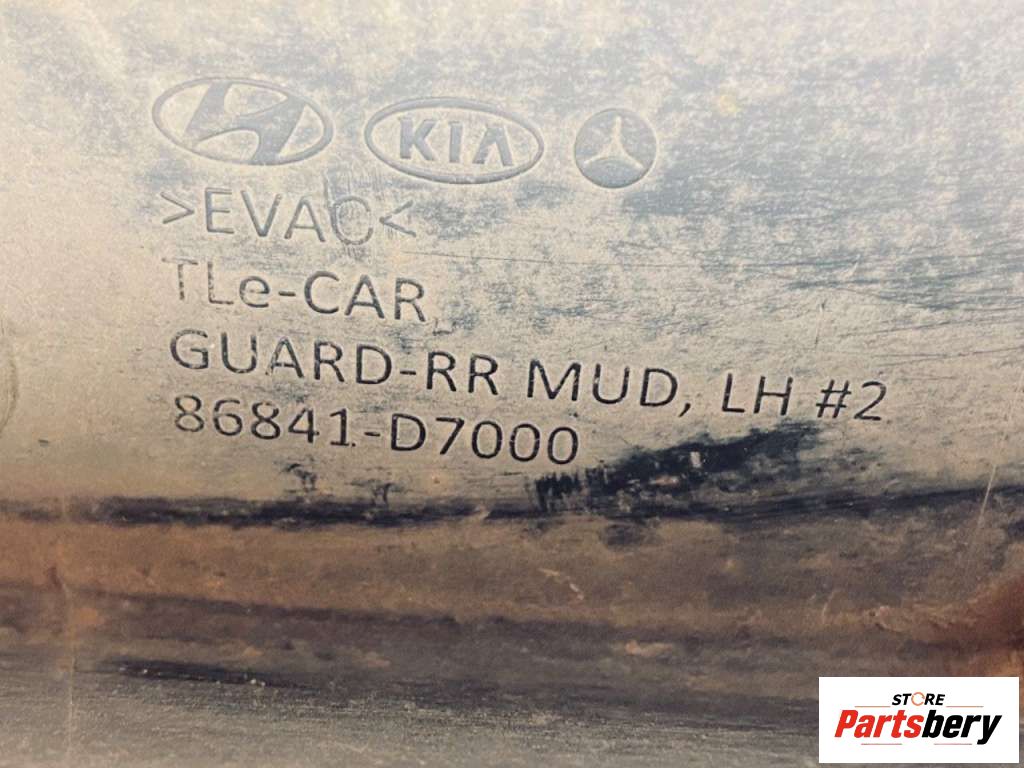 KIA
>EVAC<
TLe-CAR,
GUARD-RR MUD, LH #2
86841-D7000
STORE
Partsbery